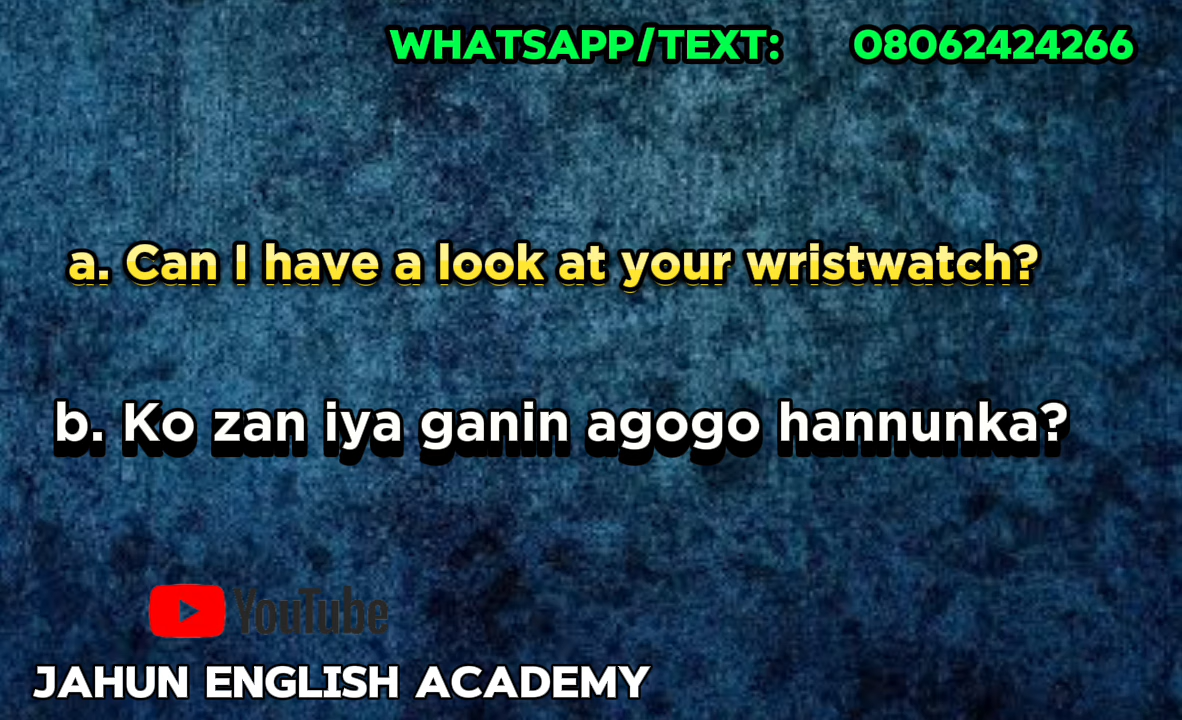 WHATSAPP/TEXT: 08062424266
a. Can I have a look at your wristwatch?
b. Ko zan iya ganin agogo hannunka?
YouTube
JAHUN ENGLISH ACADEMY